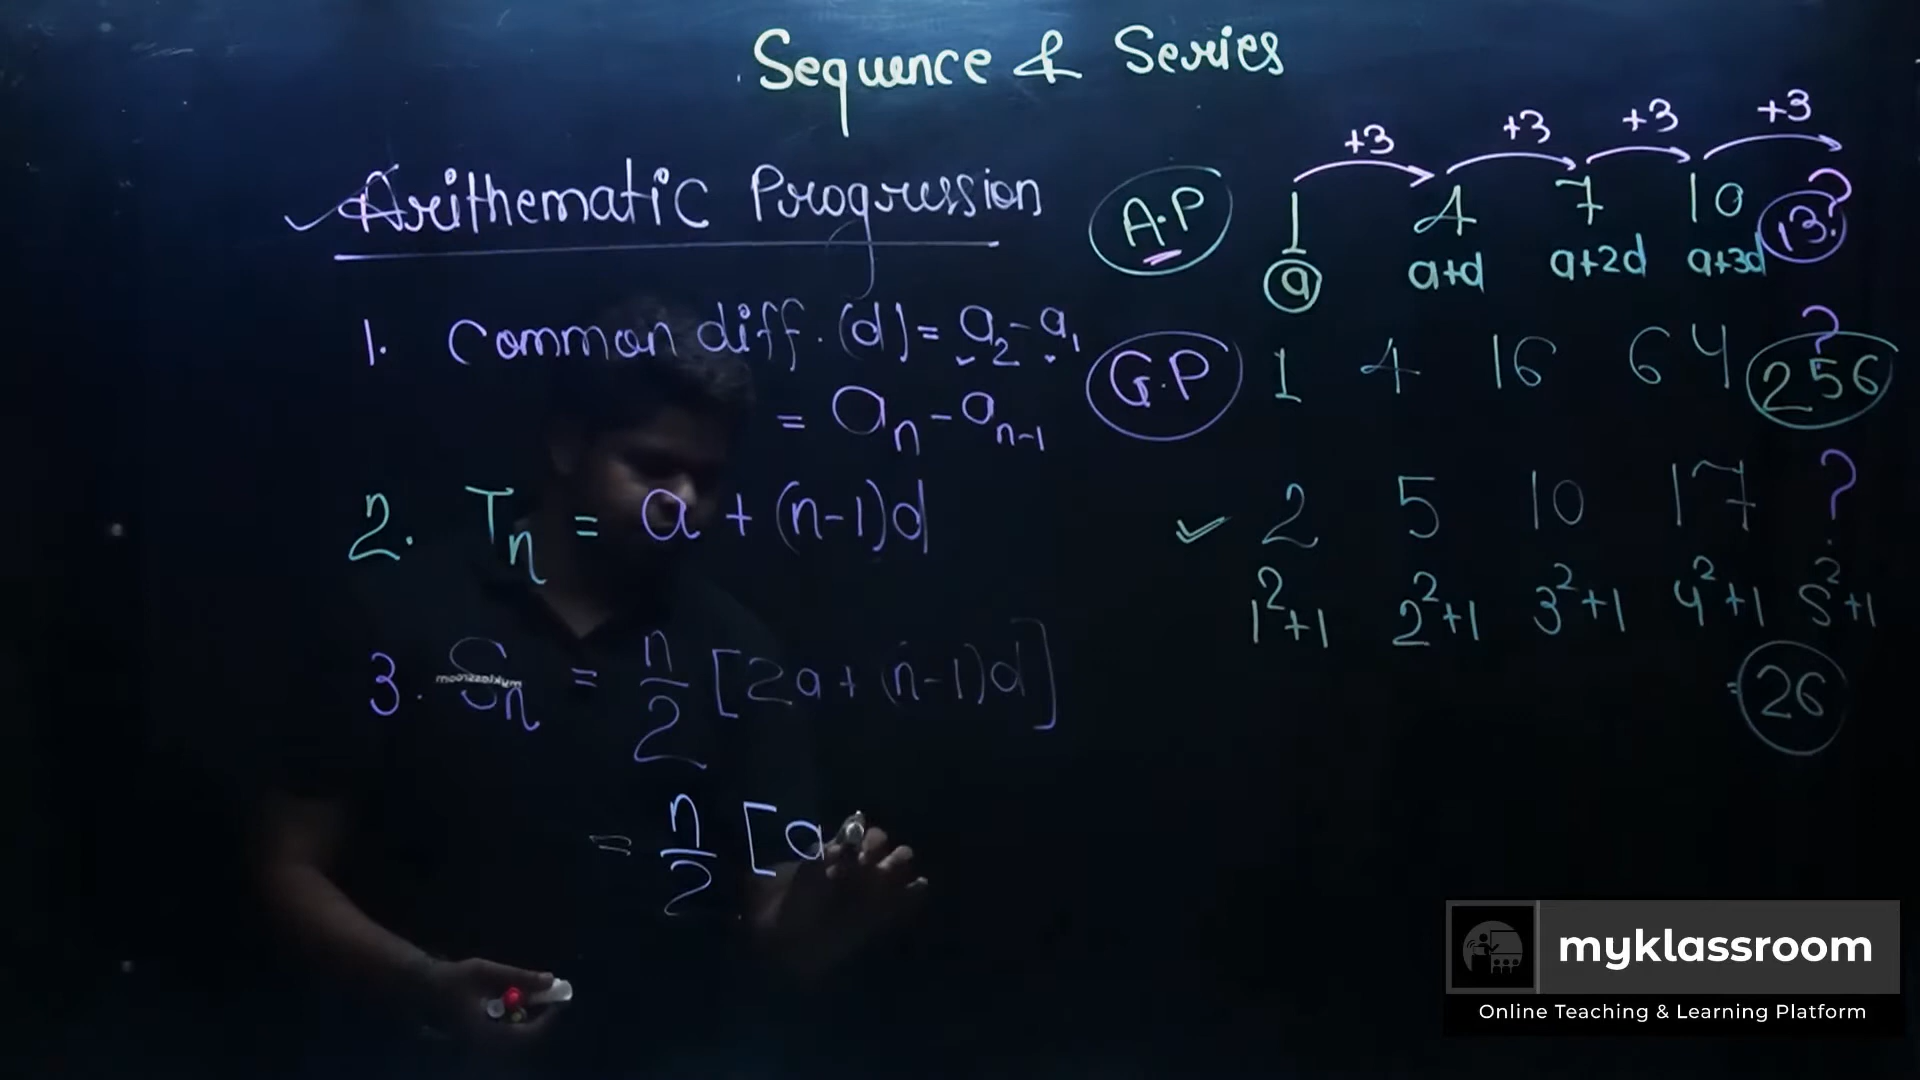 Sequence & Series
Arithematic Progression
1. Common diff. (d) = a₂ - a₁
= aₙ - aₙ₋₁
2. Tₙ = a + (n-1)d
3. Sₙ = n/2 [2a + (n-1)d]
= n/2 [a
+3 +3 +3 +3
A.P 1 4 7 10 13 ?
a a+d a+2d a+3d
G.P 1 4 16 64 256 ?
2 5 10 17 ?
1²+1 2²+1 3²+1 4²+1 5²+1
= 26
myklassroom
myklassroom
Online Teaching & Learning Platform